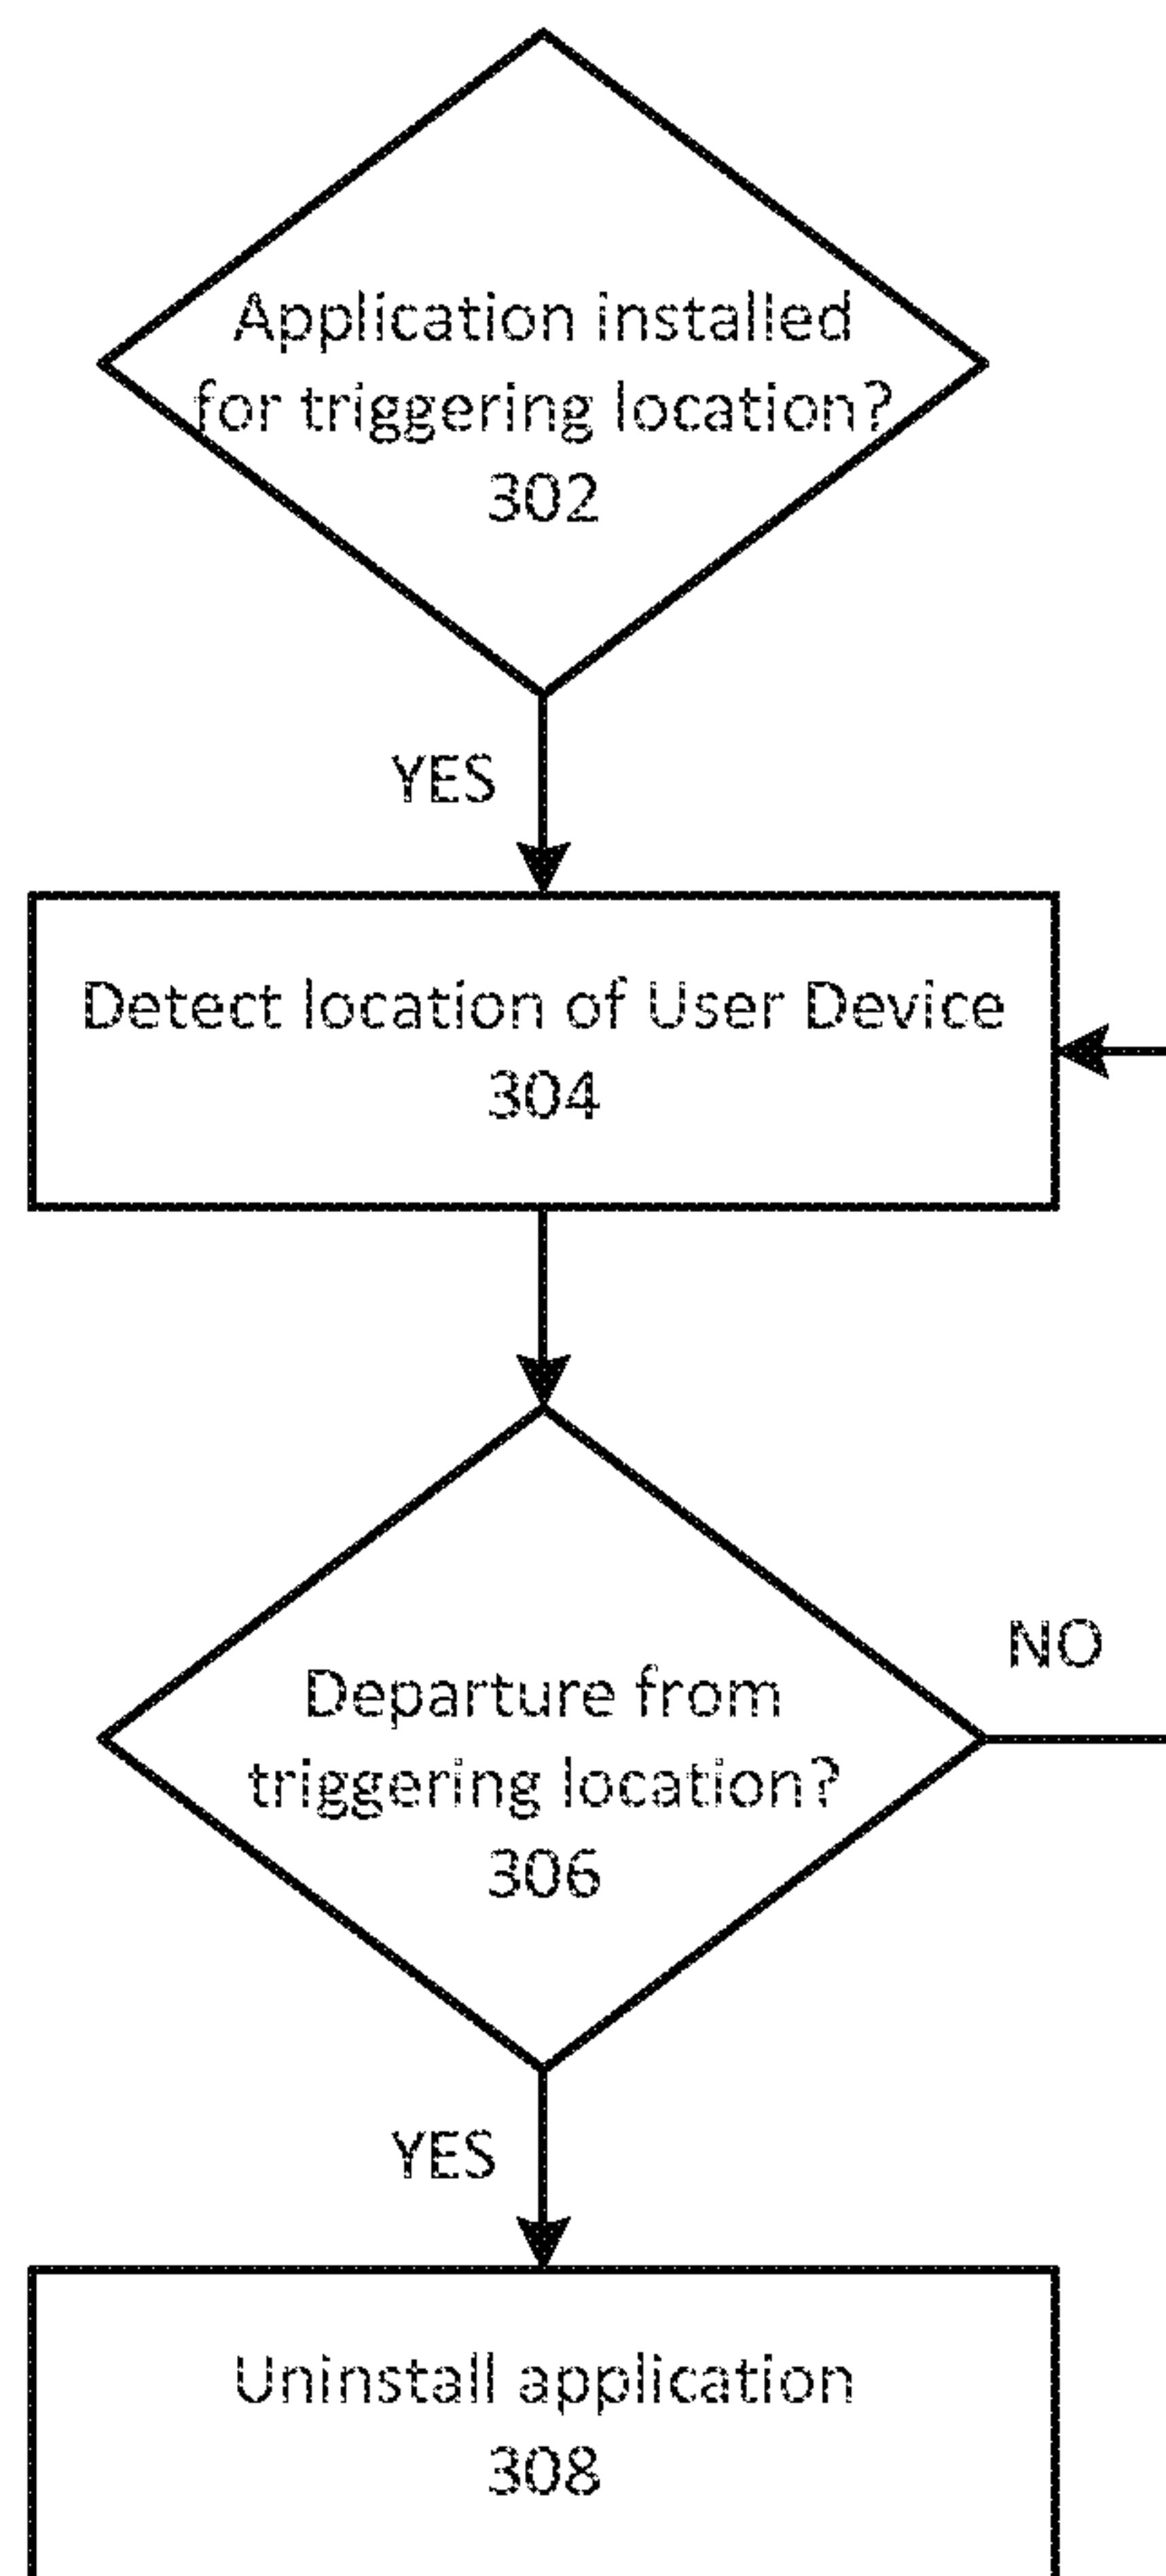 Application installed
for triggering location?
302
YES
Detect location of User Device
304
NO
Departure from
triggering location?
306
YES
Uninstall application
308